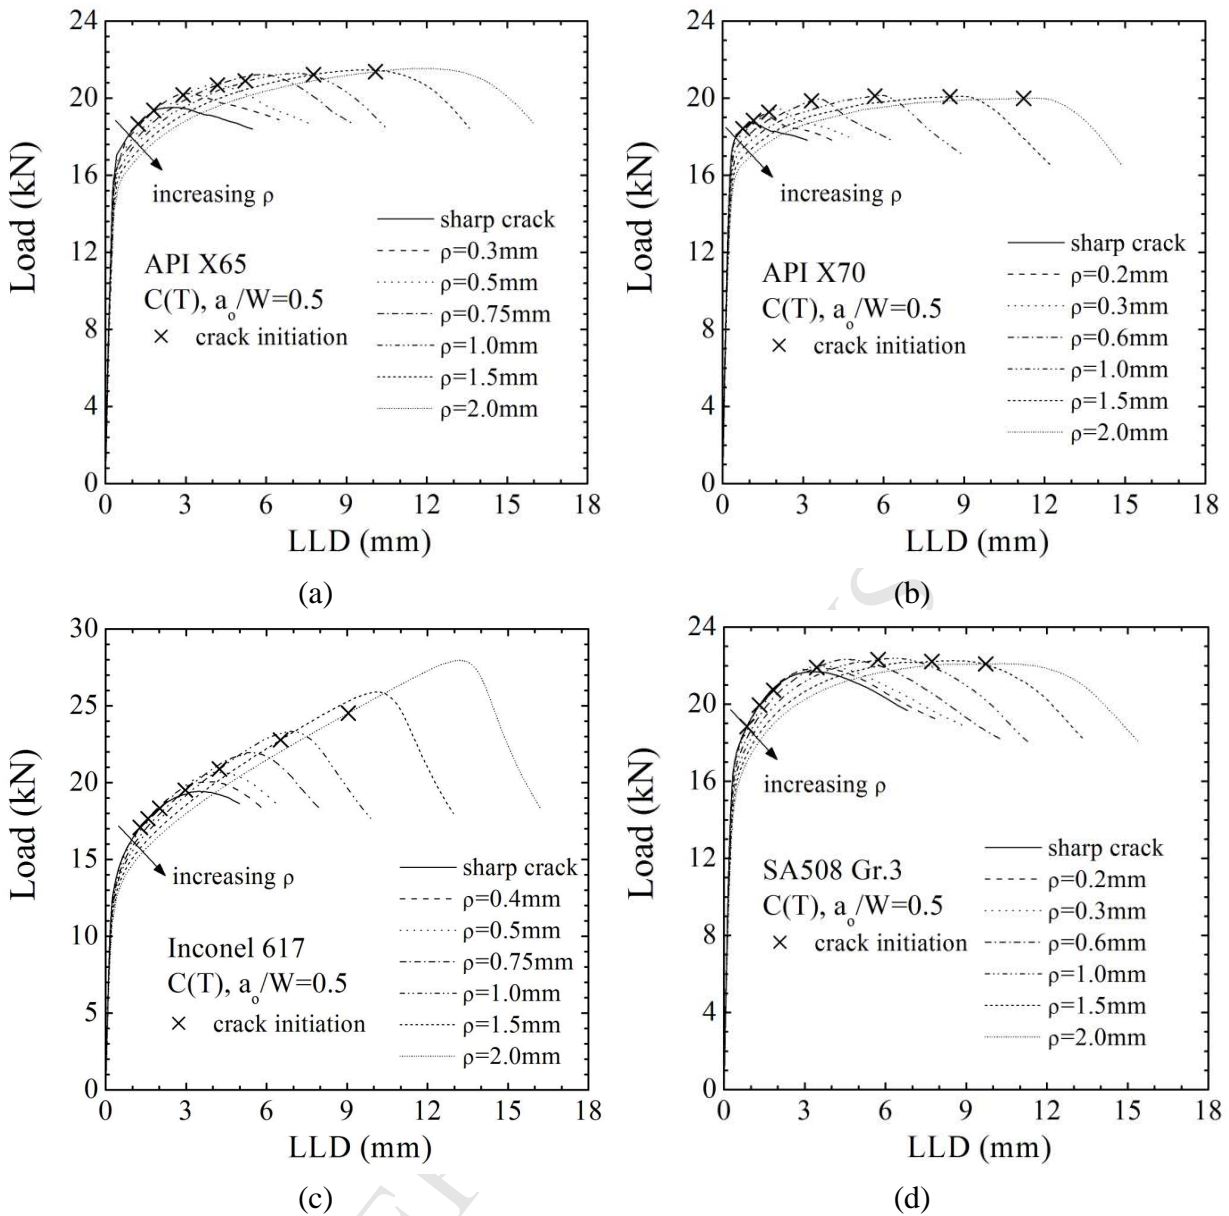 24
20
16
12
8
4
0
Load (kN)
increasing ρ
API X65
C(T), a_o/W=0.5
× crack initiation
sharp crack
ρ=0.3mm
ρ=0.5mm
ρ=0.75mm
ρ=1.0mm
ρ=1.5mm
ρ=2.0mm
0 3 6 9 12 15 18
LLD (mm)
(a)
24
20
16
12
8
4
0
Load (kN)
increasing ρ
API X70
C(T), a_o/W=0.5
× crack initiation
sharp crack
ρ=0.2mm
ρ=0.3mm
ρ=0.6mm
ρ=1.0mm
ρ=1.5mm
ρ=2.0mm
0 3 6 9 12 15 18
LLD (mm)
(b)
30
25
20
15
10
5
0
Load (kN)
increasing ρ
Inconel 617
C(T), a_o/W=0.5
× crack initiation
sharp crack
ρ=0.4mm
ρ=0.5mm
ρ=0.75mm
ρ=1.0mm
ρ=1.5mm
ρ=2.0mm
0 3 6 9 12 15 18
LLD (mm)
(c)
24
20
16
12
8
4
0
Load (kN)
increasing ρ
SA508 Gr.3
C(T), a_o/W=0.5
× crack initiation
sharp crack
ρ=0.2mm
ρ=0.3mm
ρ=0.6mm
ρ=1.0mm
ρ=1.5mm
ρ=2.0mm
0 3 6 9 12 15 18
LLD (mm)
(d)